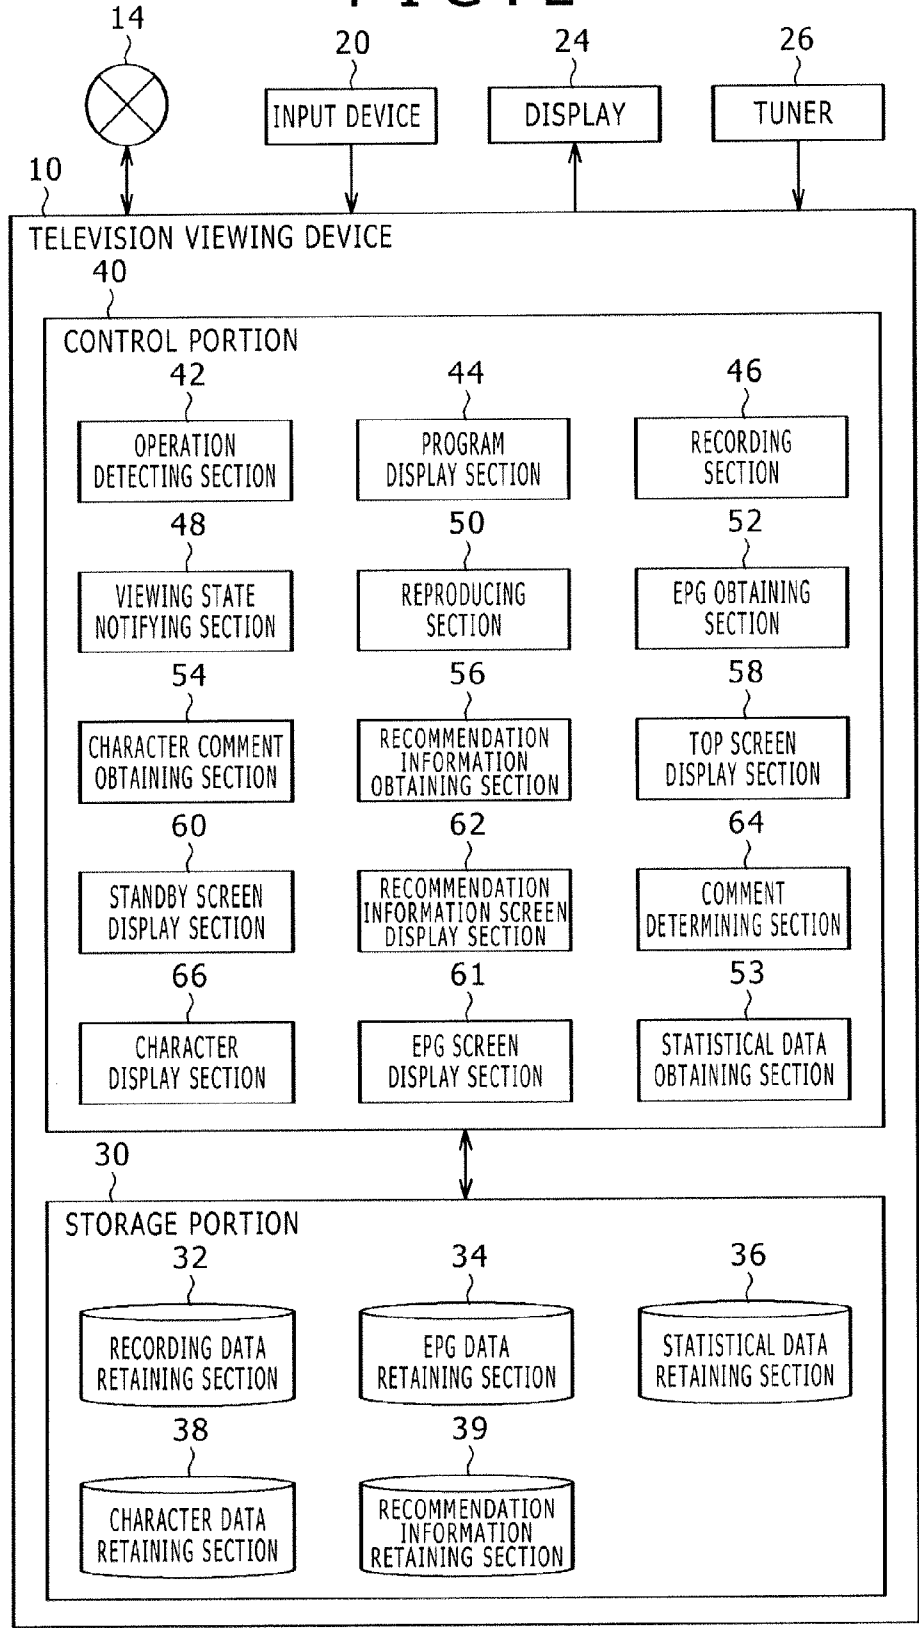 14
20
24
26
INPUT DEVICE
DISPLAY
TUNER
10
TELEVISION VIEWING DEVICE
40
CONTROL PORTION
42
44
46
OPERATION
DETECTING SECTION
PROGRAM
DISPLAY SECTION
RECORDING
SECTION
48
50
52
VIEWING STATE
NOTIFYING SECTION
REPRODUCING
SECTION
EPG OBTAINING
SECTION
54
56
58
CHARACTER COMMENT
OBTAINING SECTION
RECOMMENDATION
INFORMATION
OBTAINING SECTION
TOP SCREEN
DISPLAY SECTION
60
62
64
STANDBY SCREEN
DISPLAY SECTION
RECOMMENDATION
INFORMATION SCREEN
DISPLAY SECTION
COMMENT
DETERMINING SECTION
66
61
53
CHARACTER
DISPLAY SECTION
EPG SCREEN
DISPLAY SECTION
STATISTICAL DATA
OBTAINING SECTION
30
STORAGE PORTION
32
34
36
RECORDING DATA
RETAINING SECTION
EPG DATA
RETAINING SECTION
STATISTICAL DATA
RETAINING SECTION
38
39
CHARACTER DATA
RETAINING SECTION
RECOMMENDATION
INFORMATION
RETAINING SECTION